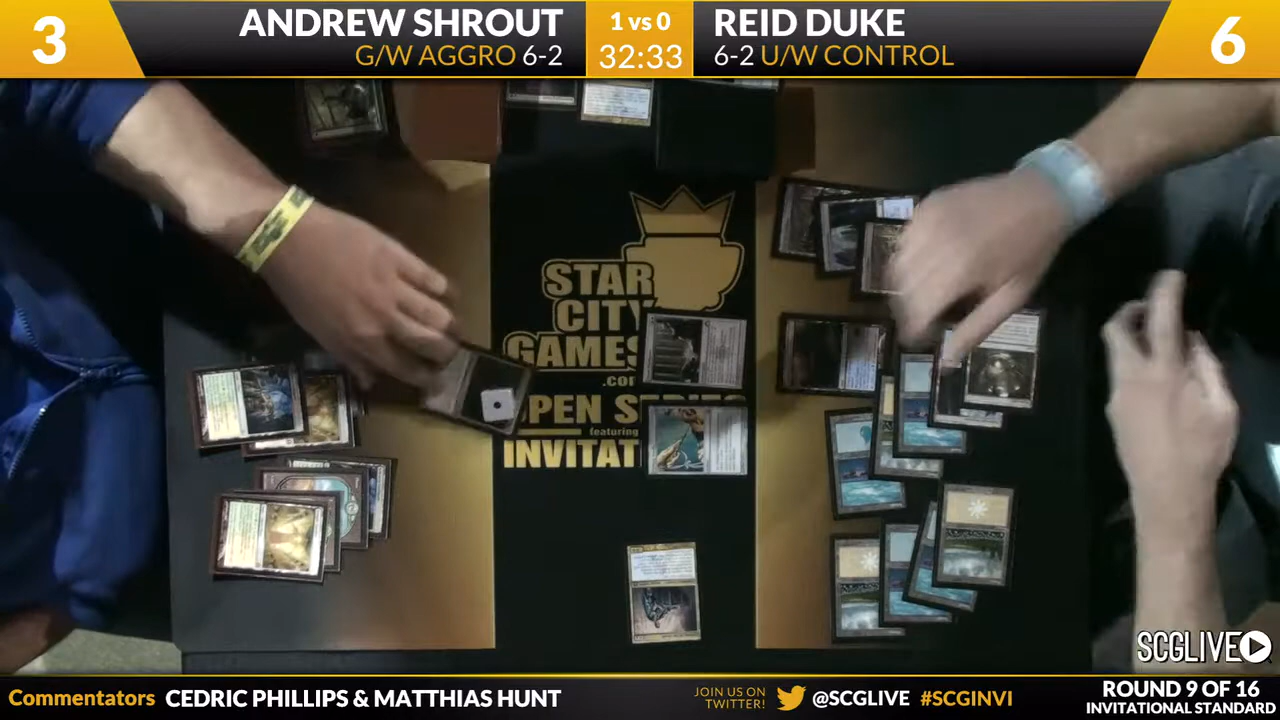 3
ANDREW SHROUT
G/W AGGRO 6-2
1 vs 0
32:33
REID DUKE
6-2 U/W CONTROL
6
STAR
CITY
GAMES
.com
OPEN SERIES
featuring
INVITAT
SCGLIVE
Commentators CEDRIC PHILLIPS & MATTHIAS HUNT
JOIN US ON
TWITTER!
@SCGLIVE #SCGINVI
ROUND 9 OF 16
INVITATIONAL STANDARD